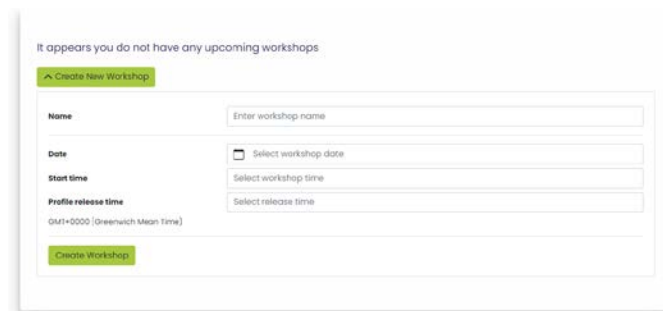 It appears you do not have any upcoming workshops
Create New Workshop
Name
Enter workshop name
Date
Select workshop date
Start time
Select workshop time
Profile release time
Select release time
GMT+0000 (Greenwich Mean Time)
Create Workshop